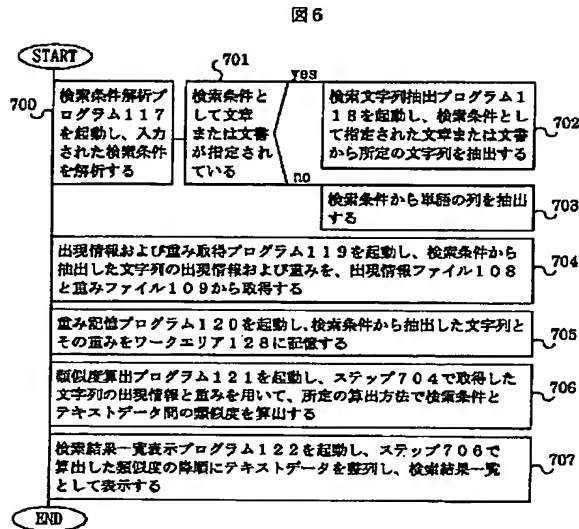 図6
START
700
検索条件解析プ
ログラム117
を起動し、入力
された検索条件
を解析する
701
検索条件と
して文章
または文書
が指定され
ている
yes
検索文字列抽出プログラム1
18を起動し、検索条件とし
て指定された文章または文書
から所定の文字列を抽出する
702
no
検索条件から単語の列を抽出
する
703
出現情報および重み取得プログラム119を起動し、検索条件から
抽出した文字列の出現情報および重みを、出現情報ファイル108
と重みファイル109から取得する
704
重み記憶プログラム120を起動し、検索条件から抽出した文字列と
その重みをワークエリア128に記憶する
705
類似度算出プログラム121を起動し、ステップ704で取得した
文字列の出現情報と重みを用いて、所定の算出方法で検索条件と
テキストデータ間の類似度を算出する
706
検索結果一覧表示プログラム122を起動し、ステップ706で
算出した類似度の降順にテキストデータを整列し、検索結果一覧
として表示する
707
END